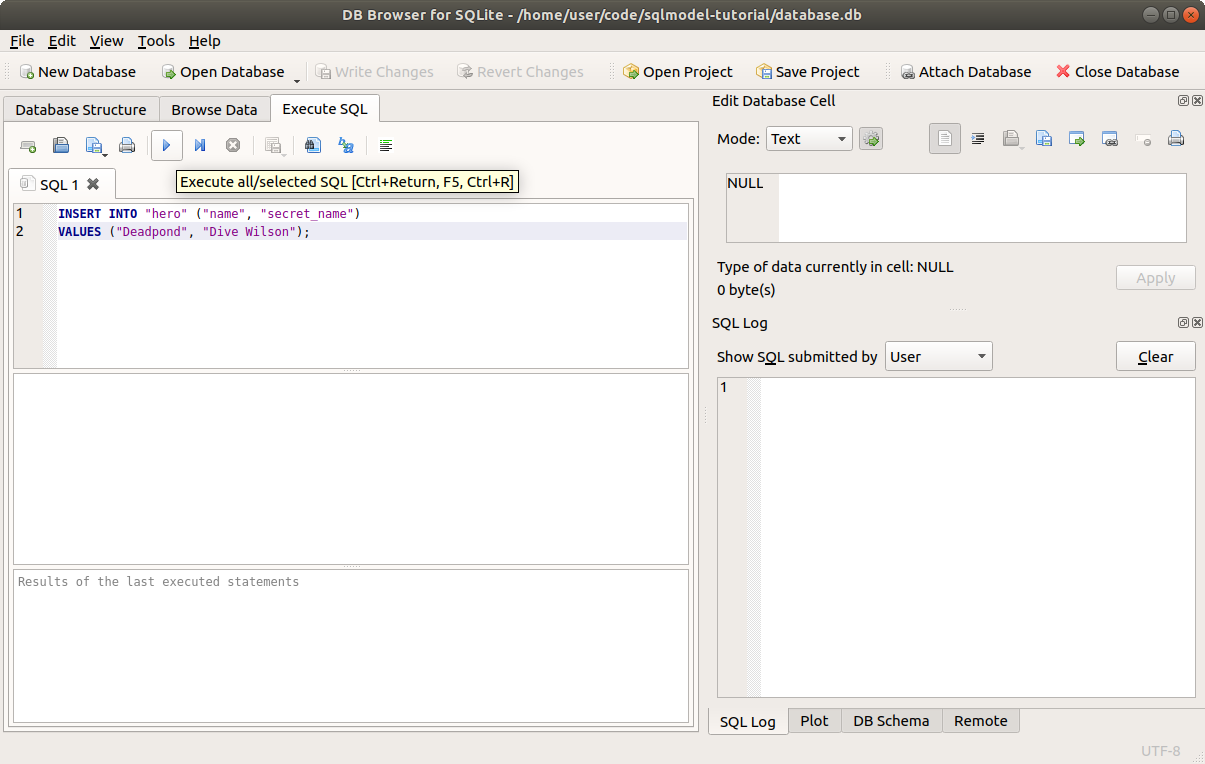 DB Browser for SQLite - /home/user/code/sqlmodel-tutorial/database.db
File Edit View Tools Help
New Database Open Database Write Changes Revert Changes Open Project Save Project Attach Database Close Database
Database Structure Browse Data Execute SQL
SQL 1
Execute all/selected SQL [Ctrl+Return, F5, Ctrl+R]
1 INSERT INTO "hero" ("name", "secret_name")
2 VALUES ("Deadpond", "Dive Wilson");
Results of the last executed statements
Edit Database Cell
Mode: Text
NULL
Type of data currently in cell: NULL
0 byte(s)
Apply
SQL Log
Show SQL submitted by User Clear
1
SQL Log Plot DB Schema Remote
UTF-8